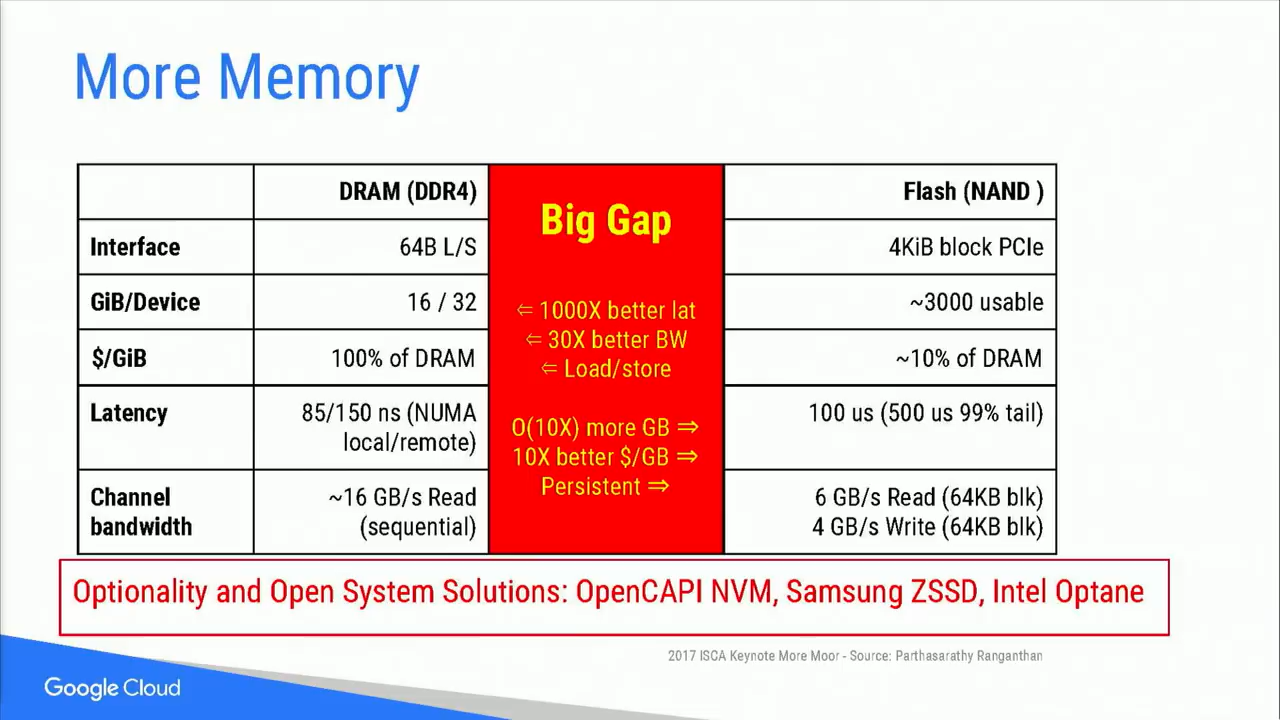 More Memory
DRAM (DDR4)
Big Gap
Flash (NAND )
Interface
64B L/S
4KiB block PCIe
GiB/Device
16 / 32
~3000 usable
$/GiB
100% of DRAM
~10% of DRAM
Latency
85/150 ns (NUMA
local/remote)
100 us (500 us 99% tail)
Channel
bandwidth
~16 GB/s Read
(sequential)
6 GB/s Read (64KB blk)
4 GB/s Write (64KB blk)
⇐ 1000X better lat
⇐ 30X better BW
⇐ Load/store
O(10X) more GB ⇒
10X better $/GB ⇒
Persistent ⇒
Optionality and Open System Solutions: OpenCAPI NVM, Samsung ZSSD, Intel Optane
2017 ISCA Keynote More Moor - Source: Parthasarathy Ranganthan
Google Cloud